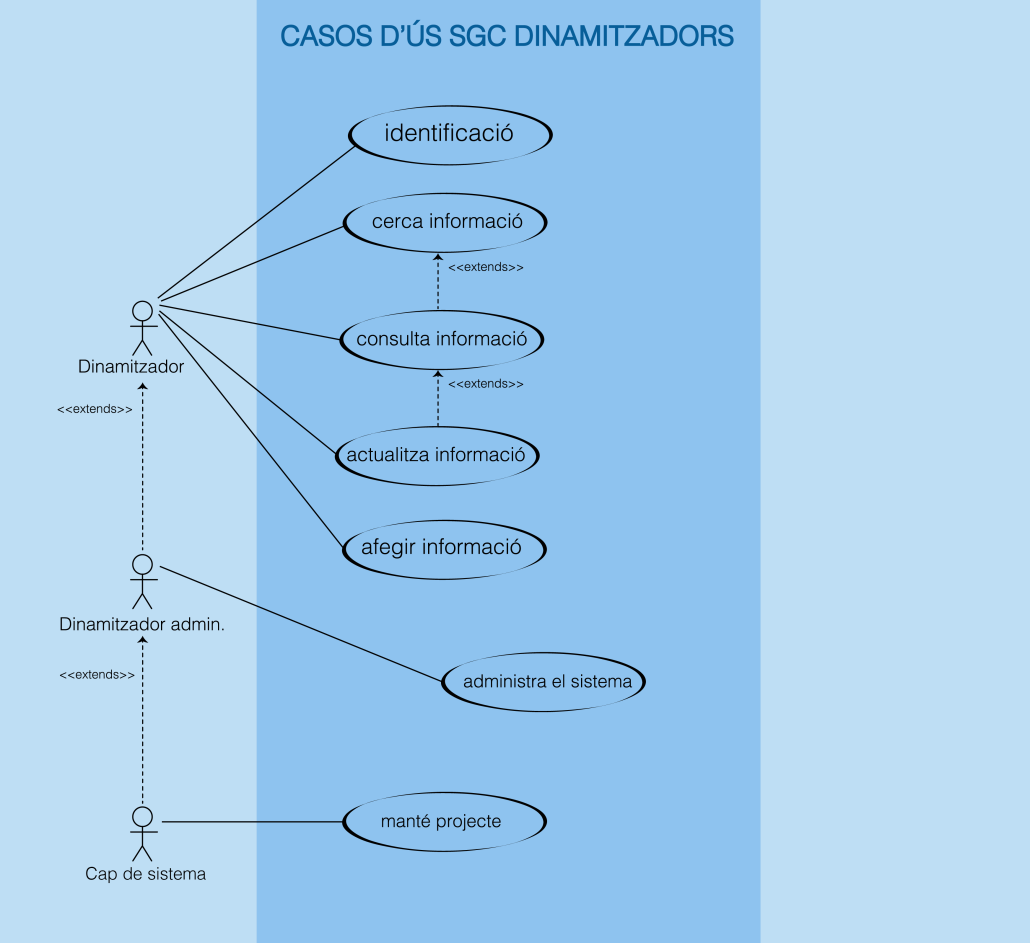 CASOS D'ÚS SGC DINAMITZADORS
identificació
cerca informació
<<extends>>
consulta informació
Dinamitzador
<<extends>>
<<extends>>
actualitza informació
afegir informació
Dinamitzador admin.
<<extends>>
administra el sistema
manté projecte
Cap de sistema